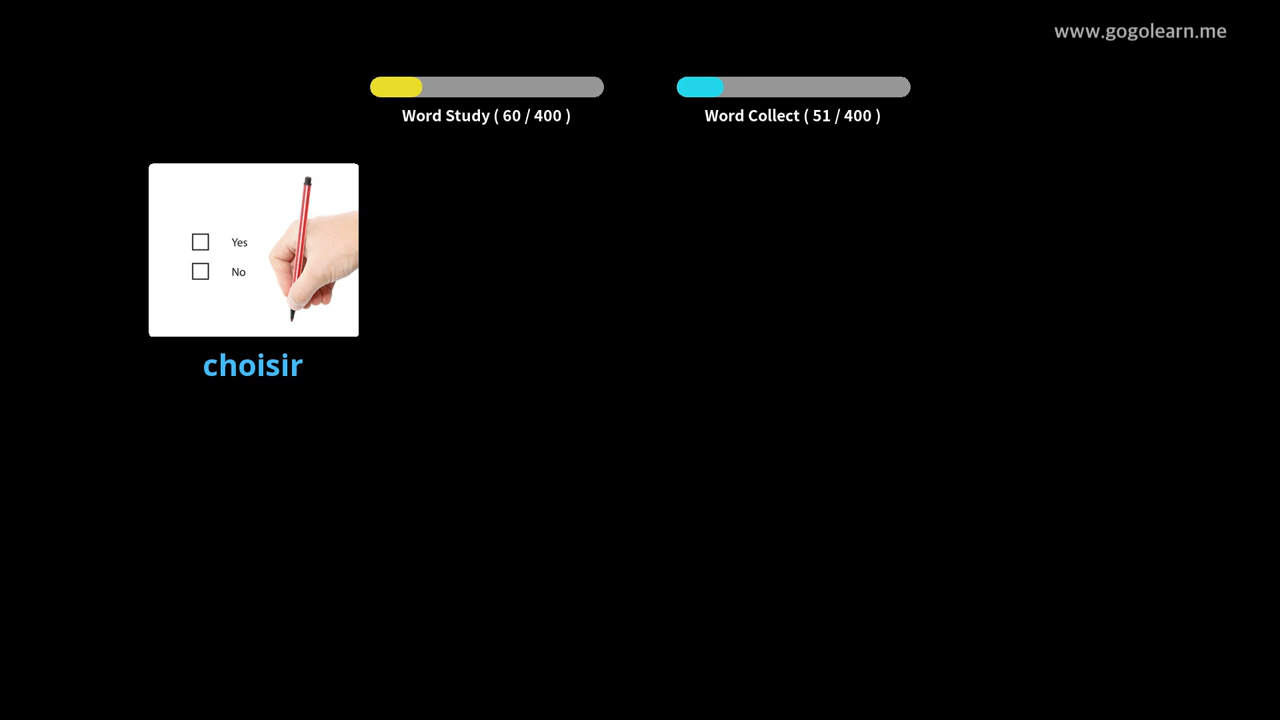 www.gogolearn.me
Word Study ( 60 / 400 )
Word Collect ( 51 / 400 )
Yes
No
choisir